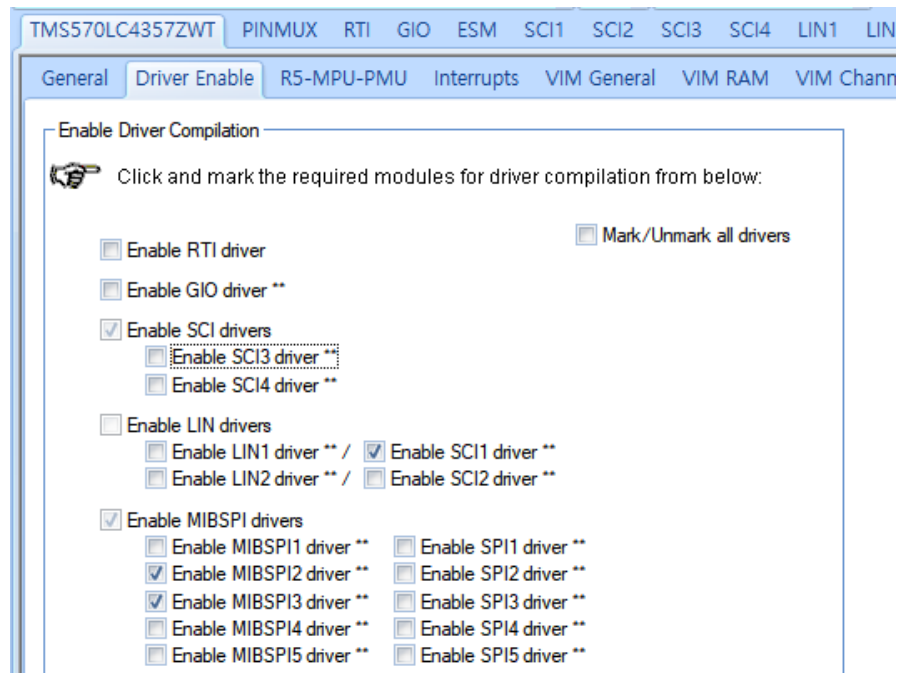 TMS570LC4357ZWT PINMUX RTI GIO ESM SCI1 SCI2 SCI3 SCI4 LIN1 LIN
General Driver Enable R5-MPU-PMU Interrupts VIM General VIM RAM VIM Chann
Enable Driver Compilation
Click and mark the required modules for driver compilation from below:
Mark/Unmark all drivers
Enable RTI driver
Enable GIO driver **
Enable SCI drivers
Enable SCI3 driver **
Enable SCI4 driver **
Enable LIN drivers
Enable LIN1 driver ** / Enable SCI1 driver **
Enable LIN2 driver ** / Enable SCI2 driver **
Enable MIBSPI drivers
Enable MIBSPI1 driver ** Enable SPI1 driver **
Enable MIBSPI2 driver ** Enable SPI2 driver **
Enable MIBSPI3 driver ** Enable SPI3 driver **
Enable MIBSPI4 driver ** Enable SPI4 driver **
Enable MIBSPI5 driver ** Enable SPI5 driver **